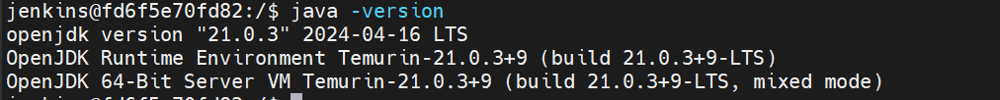 jenkins@fd6f5e70fd82:/$ java -version
openjdk version "21.0.3" 2024-04-16 LTS
OpenJDK Runtime Environment Temurin-21.0.3+9 (build 21.0.3+9-LTS)
OpenJDK 64-Bit Server VM Temurin-21.0.3+9 (build 21.0.3+9-LTS, mixed mode)
jenkins@fd6f5e70fd82:/$